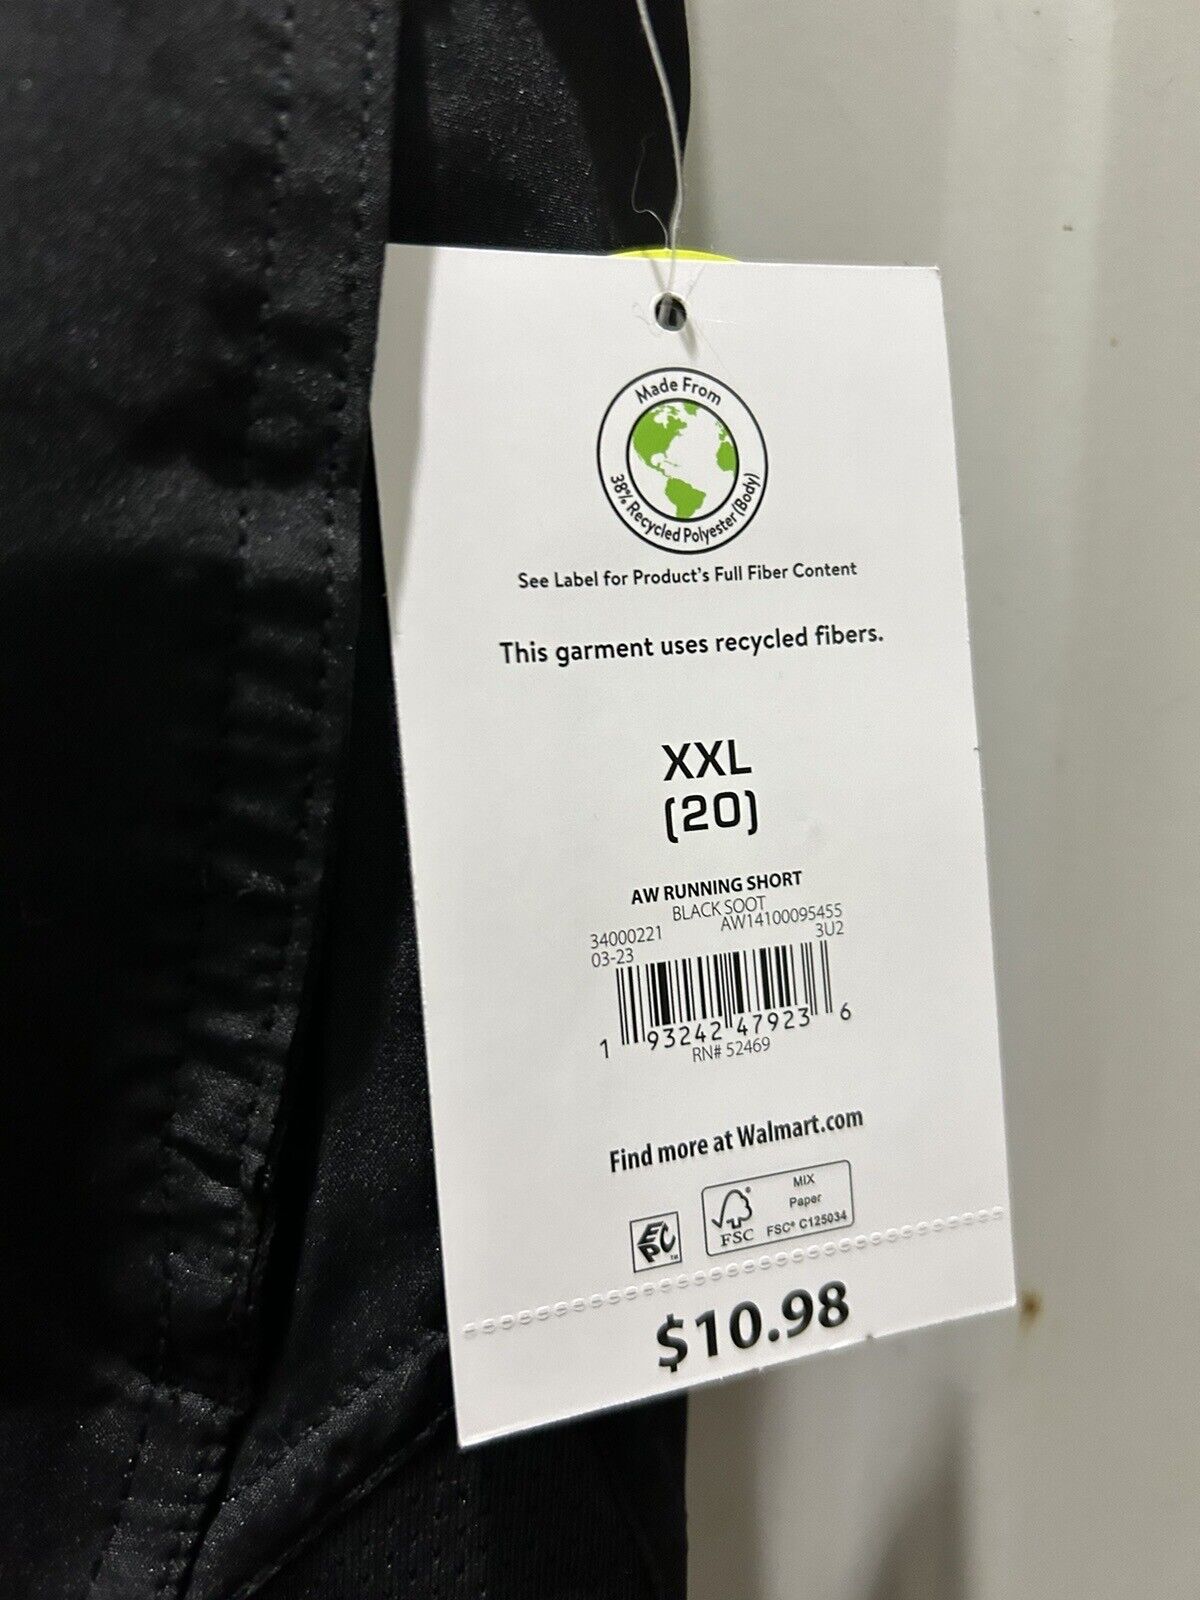 Made From
38% Recycled Polyester (Body)
See Label for Product's Full Fiber Content
This garment uses recycled fibers.
XXL
(20)
AW RUNNING SHORT
BLACK SOOT
34000221 AW14100095455
03-23 3U2
1 93242 47923 6
RN# 52469
Find more at Walmart.com
EPC™
FSC®
MIX
Paper
FSC® C125034
$10.98